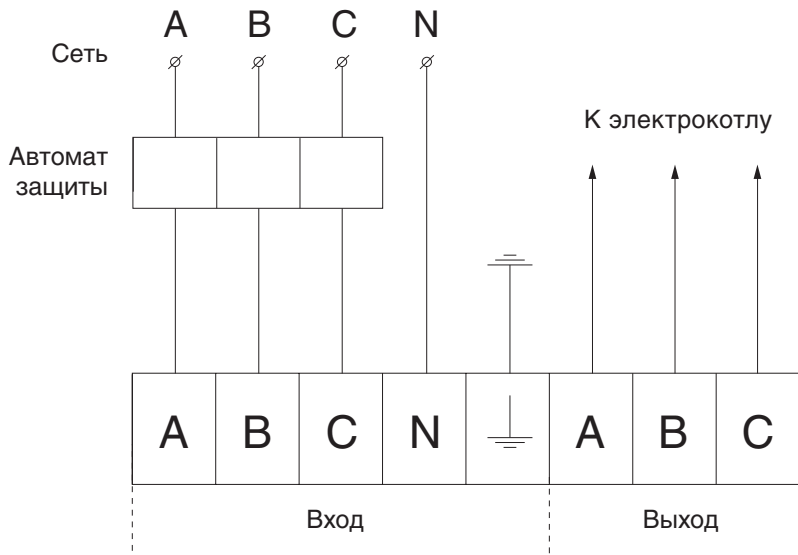 A B C N
Сеть
К электрокотлу
Автомат
защиты
A B C N A B C
Вход Выход